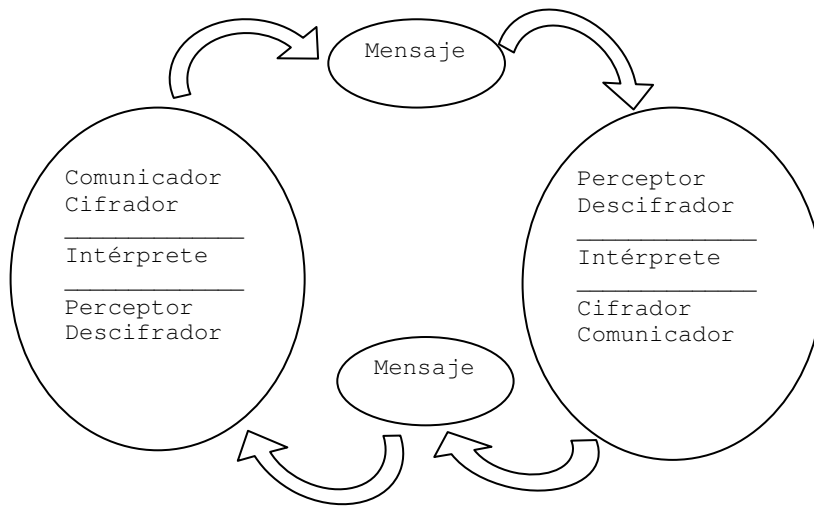 Mensaje
Comunicador
Cifrador
Intérprete
Perceptor
Descifrador
Perceptor
Descifrador
Intérprete
Cifrador
Comunicador
Mensaje